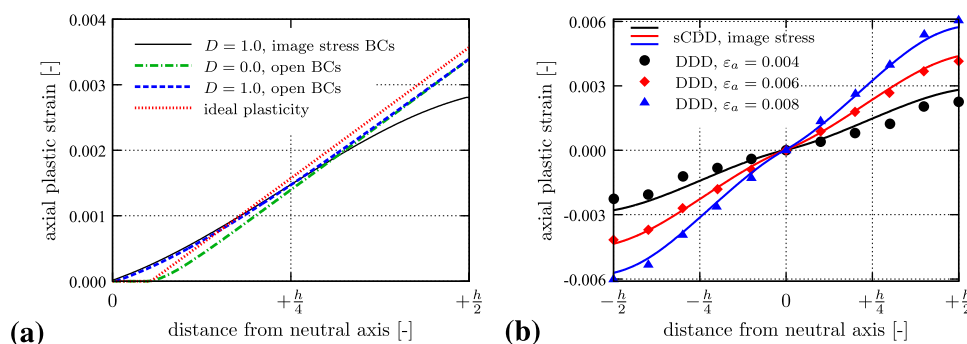 0.004
0.003
0.002
0.001
0.000
axial plastic strain [-]
D = 1.0, image stress BCs
D = 0.0, open BCs
D = 1.0, open BCs
ideal plasticity
0
+h/4
+h/2
distance from neutral axis [-]
(a)
0.006
0.003
0.000
-0.003
-0.006
axial plastic strain [-]
sCDD, image stress
DDD, εa = 0.004
DDD, εa = 0.006
DDD, εa = 0.008
−h/2
−h/4
0
+h/4
+h/2
distance from neutral axis [-]
(b)